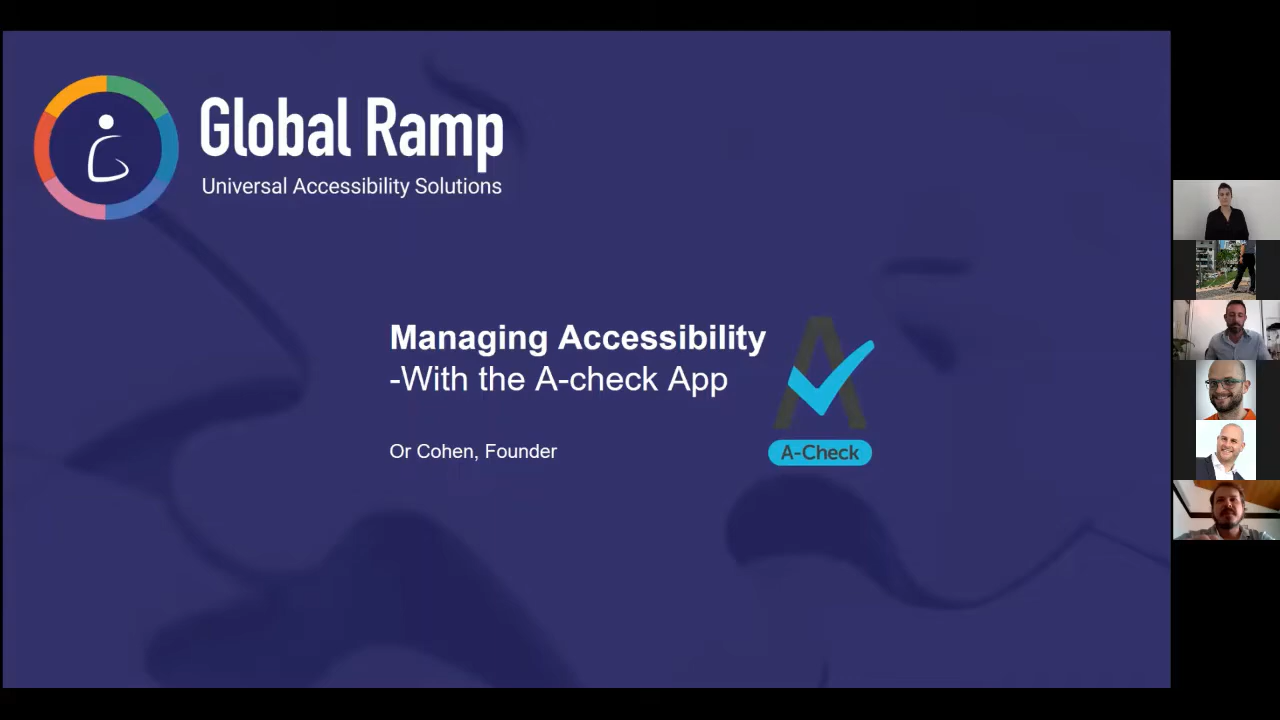 Global Ramp
Universal Accessibility Solutions
Managing Accessibility
-With the A-check App
Or Cohen, Founder
A-Check